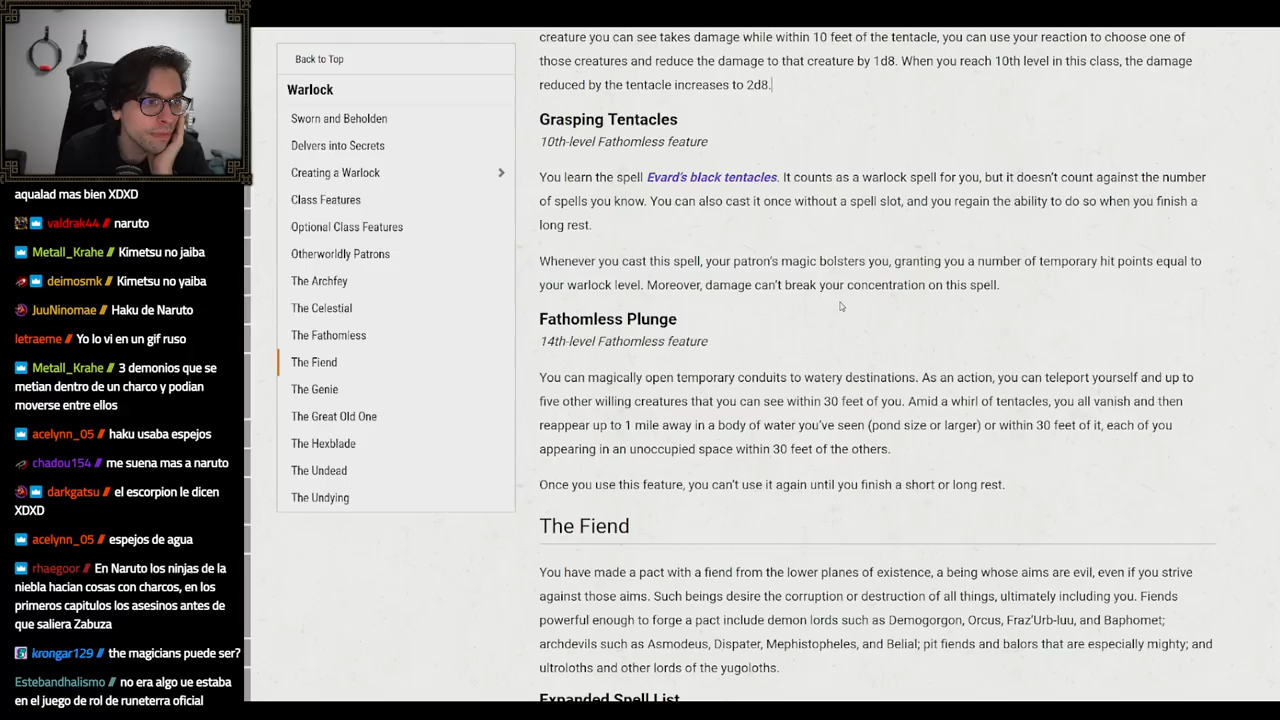 aqualad mas bien XDXD
valdrak44 // naruto
Metall_Krahe // Kimetsu no jaiba
deimosmk // Kimetsu no yaiba
JuuNinomae // Haku de Naruto
letraeme // Yo lo vi en un gif ruso
Metall_Krahe // 3 demonios que se
metian dentro de un charco y podian
moverse entre ellos
acelynn_05 // haku usaba espejos
chadou154 // me suena mas a naruto
darkgatsu // el escorpion le dicen
XDXD
acelynn_05 // espejos de agua
rhaegoor // En Naruto los ninjas de la
niebla hacian cosas con charcos, en los
primeros capitulos los asesinos antes de
que saliera Zabuza
krongar129 // the magicians puede ser?
Estebandhalismo // no era algo ue estaba
en el juego de rol de runeterra oficial
Back to Top
Warlock
Sworn and Beholden
Delvers into Secrets
Creating a Warlock
Class Features
Optional Class Features
Otherworldly Patrons
The Archfey
The Celestial
The Fathomless
The Fiend
The Genie
The Great Old One
The Hexblade
The Undead
The Undying
creature you can see takes damage while within 10 feet of the tentacle, you can use your reaction to choose one of
those creatures and reduce the damage to that creature by 1d8. When you reach 10th level in this class, the damage
reduced by the tentacle increases to 2d8.
Grasping Tentacles
10th-level Fathomless feature
You learn the spell Evard's black tentacles. It counts as a warlock spell for you, but it doesn't count against the number
of spells you know. You can also cast it once without a spell slot, and you regain the ability to do so when you finish a
long rest.
Whenever you cast this spell, your patron's magic bolsters you, granting you a number of temporary hit points equal to
your warlock level. Moreover, damage can't break your concentration on this spell.
Fathomless Plunge
14th-level Fathomless feature
You can magically open temporary conduits to watery destinations. As an action, you can teleport yourself and up to
five other willing creatures that you can see within 30 feet of you. Amid a whirl of tentacles, you all vanish and then
reappear up to 1 mile away in a body of water you've seen (pond size or larger) or within 30 feet of it, each of you
appearing in an unoccupied space within 30 feet of the others.
Once you use this feature, you can't use it again until you finish a short or long rest.
The Fiend
You have made a pact with a fiend from the lower planes of existence, a being whose aims are evil, even if you strive
against those aims. Such beings desire the corruption or destruction of all things, ultimately including you. Fiends
powerful enough to forge a pact include demon lords such as Demogorgon, Orcus, Fraz'Urb-luu, and Baphomet;
archdevils such as Asmodeus, Dispater, Mephistopheles, and Belial; pit fiends and balors that are especially mighty; and
ultroloths and other lords of the yugoloths.
Expanded Spell List